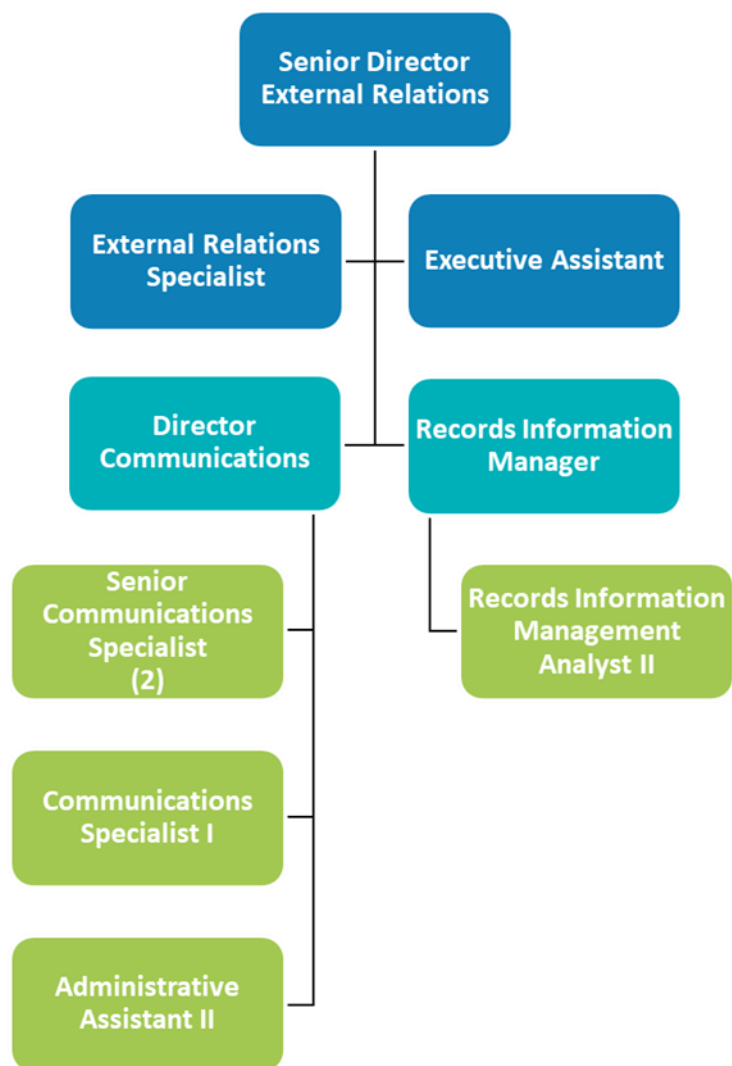 Senior Director
External Relations
External Relations
Specialist
Executive Assistant
Director
Communications
Records Information
Manager
Senior
Communications
Specialist
(2)
Records Information
Management
Analyst II
Communications
Specialist I
Administrative
Assistant II